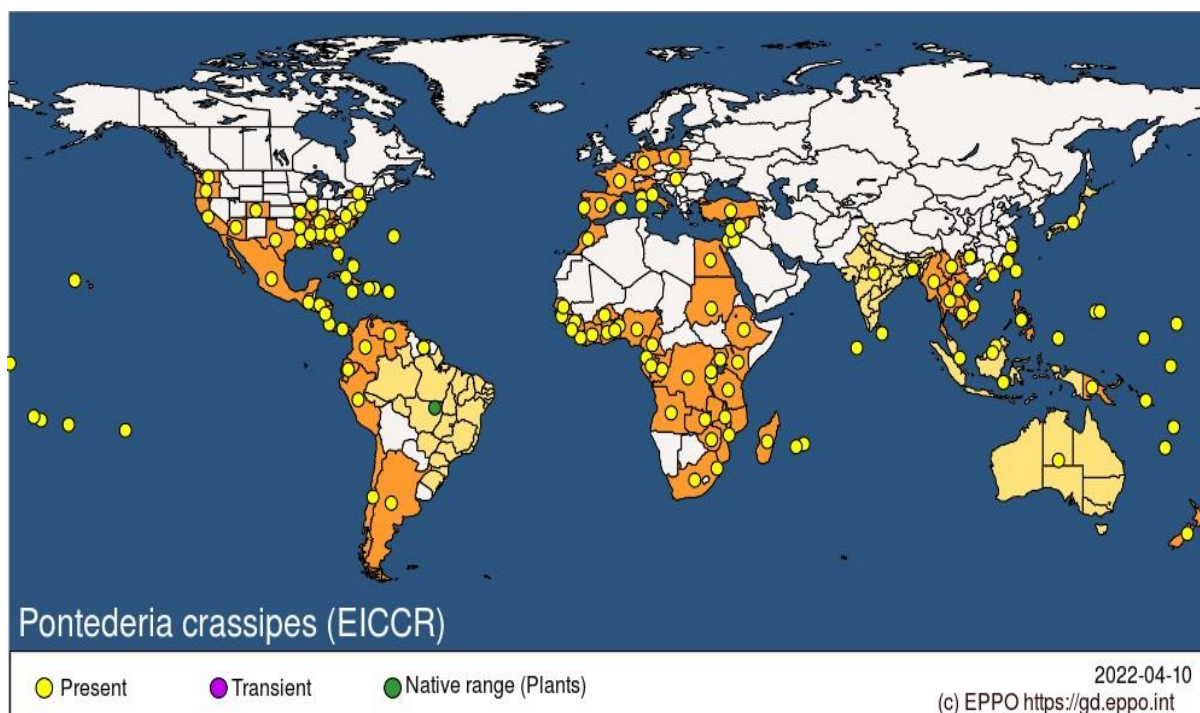 Pontederia crassipes (EICCR)
Present
Transient
Native range (Plants)
2022-04-10
(c) EPPO https://gd.eppo.int